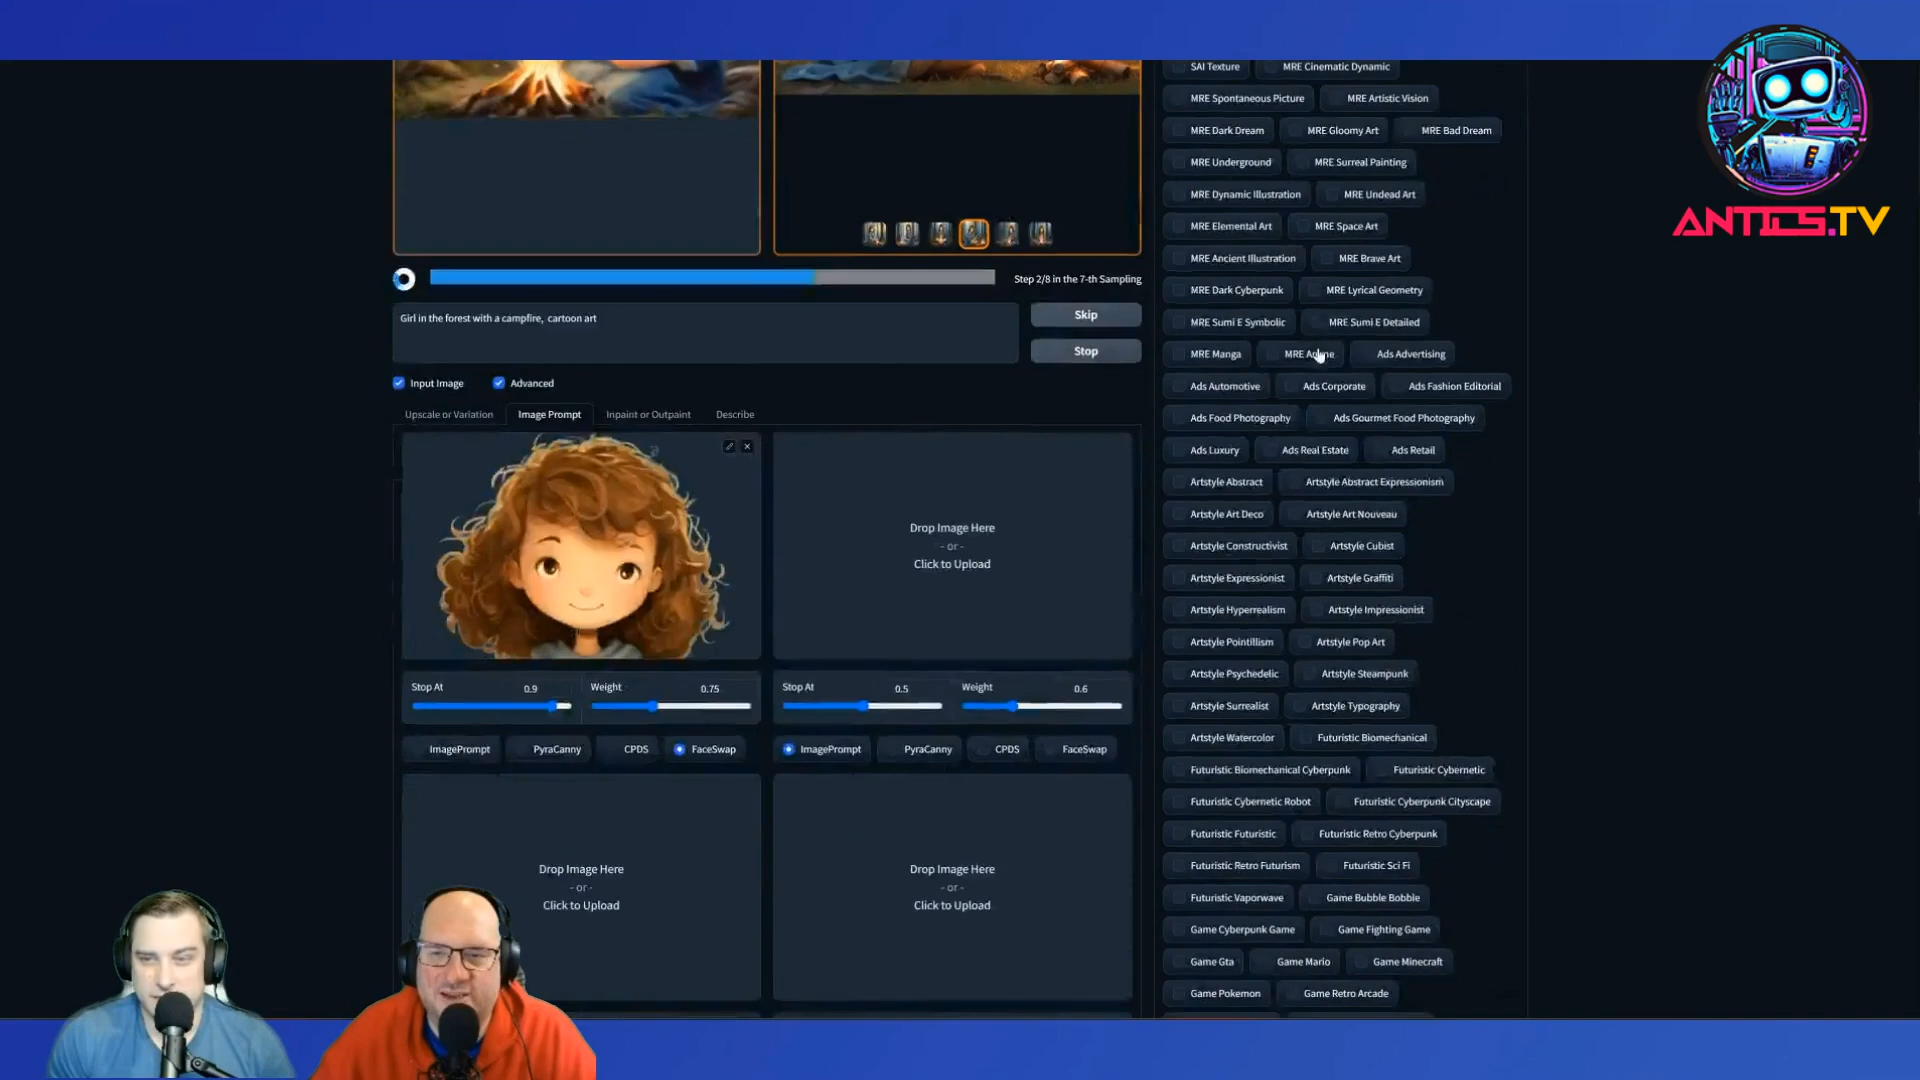 SAI Texture MRE Cinematic Dynamic
MRE Spontaneous Picture MRE Artistic Vision
MRE Dark Dream MRE Gloomy Art MRE Bad Dream
MRE Underground MRE Surreal Painting
MRE Dynamic Illustration MRE Undead Art
MRE Elemental Art MRE Space Art
MRE Ancient Illustration MRE Brave Art
MRE Dark Cyberpunk MRE Lyrical Geometry
MRE Sumi E Symbolic MRE Sumi E Detailed
MRE Manga MRE Ads Advertising
Ads Automotive Ads Corporate Ads Fashion Editorial
Ads Food Photography Ads Gourmet Food Photography
Ads Luxury Ads Real Estate Ads Retail
Artstyle Abstract Artstyle Abstract Expressionism
Artstyle Art Deco Artstyle Art Nouveau
Artstyle Constructivist Artstyle Cubist
Artstyle Expressionist Artstyle Graffiti
Artstyle Hyperrealism Artstyle Impressionist
Artstyle Pointillism Artstyle Pop Art
Artstyle Psychedelic Artstyle Steampunk
Artstyle Surrealist Artstyle Typography
Artstyle Watercolor Futuristic Biomechanical
Futuristic Biomechanical Cyberpunk Futuristic Cybernetic
Futuristic Cybernetic Robot Futuristic Cyberpunk Cityscape
Futuristic Futuristic Futuristic Retro Cyberpunk
Futuristic Retro Futurism Futuristic Sci Fi
Futuristic Vaporwave Game Bubble Bobble
Game Cyberpunk Game Game Fighting Game
Game Gta Game Mario Game Minecraft
Game Pokemon Game Retro Arcade
Step 2/8 in the 7-th Sampling
Girl in the forest with a campfire, cartoon art
Skip
Stop
Input Image Advanced
Upscale or Variation Image Prompt Inpaint or Outpaint Describe
Drop Image Here
- or -
Click to Upload
Stop At 0.9 Weight 0.75
Stop At 0.5 Weight 0.6
ImagePrompt PyraCanny CPDS FaceSwap
ImagePrompt PyraCanny CPDS FaceSwap
Drop Image Here
- or -
Click to Upload
Drop Image Here
- or -
Click to Upload
ANTICS.TV